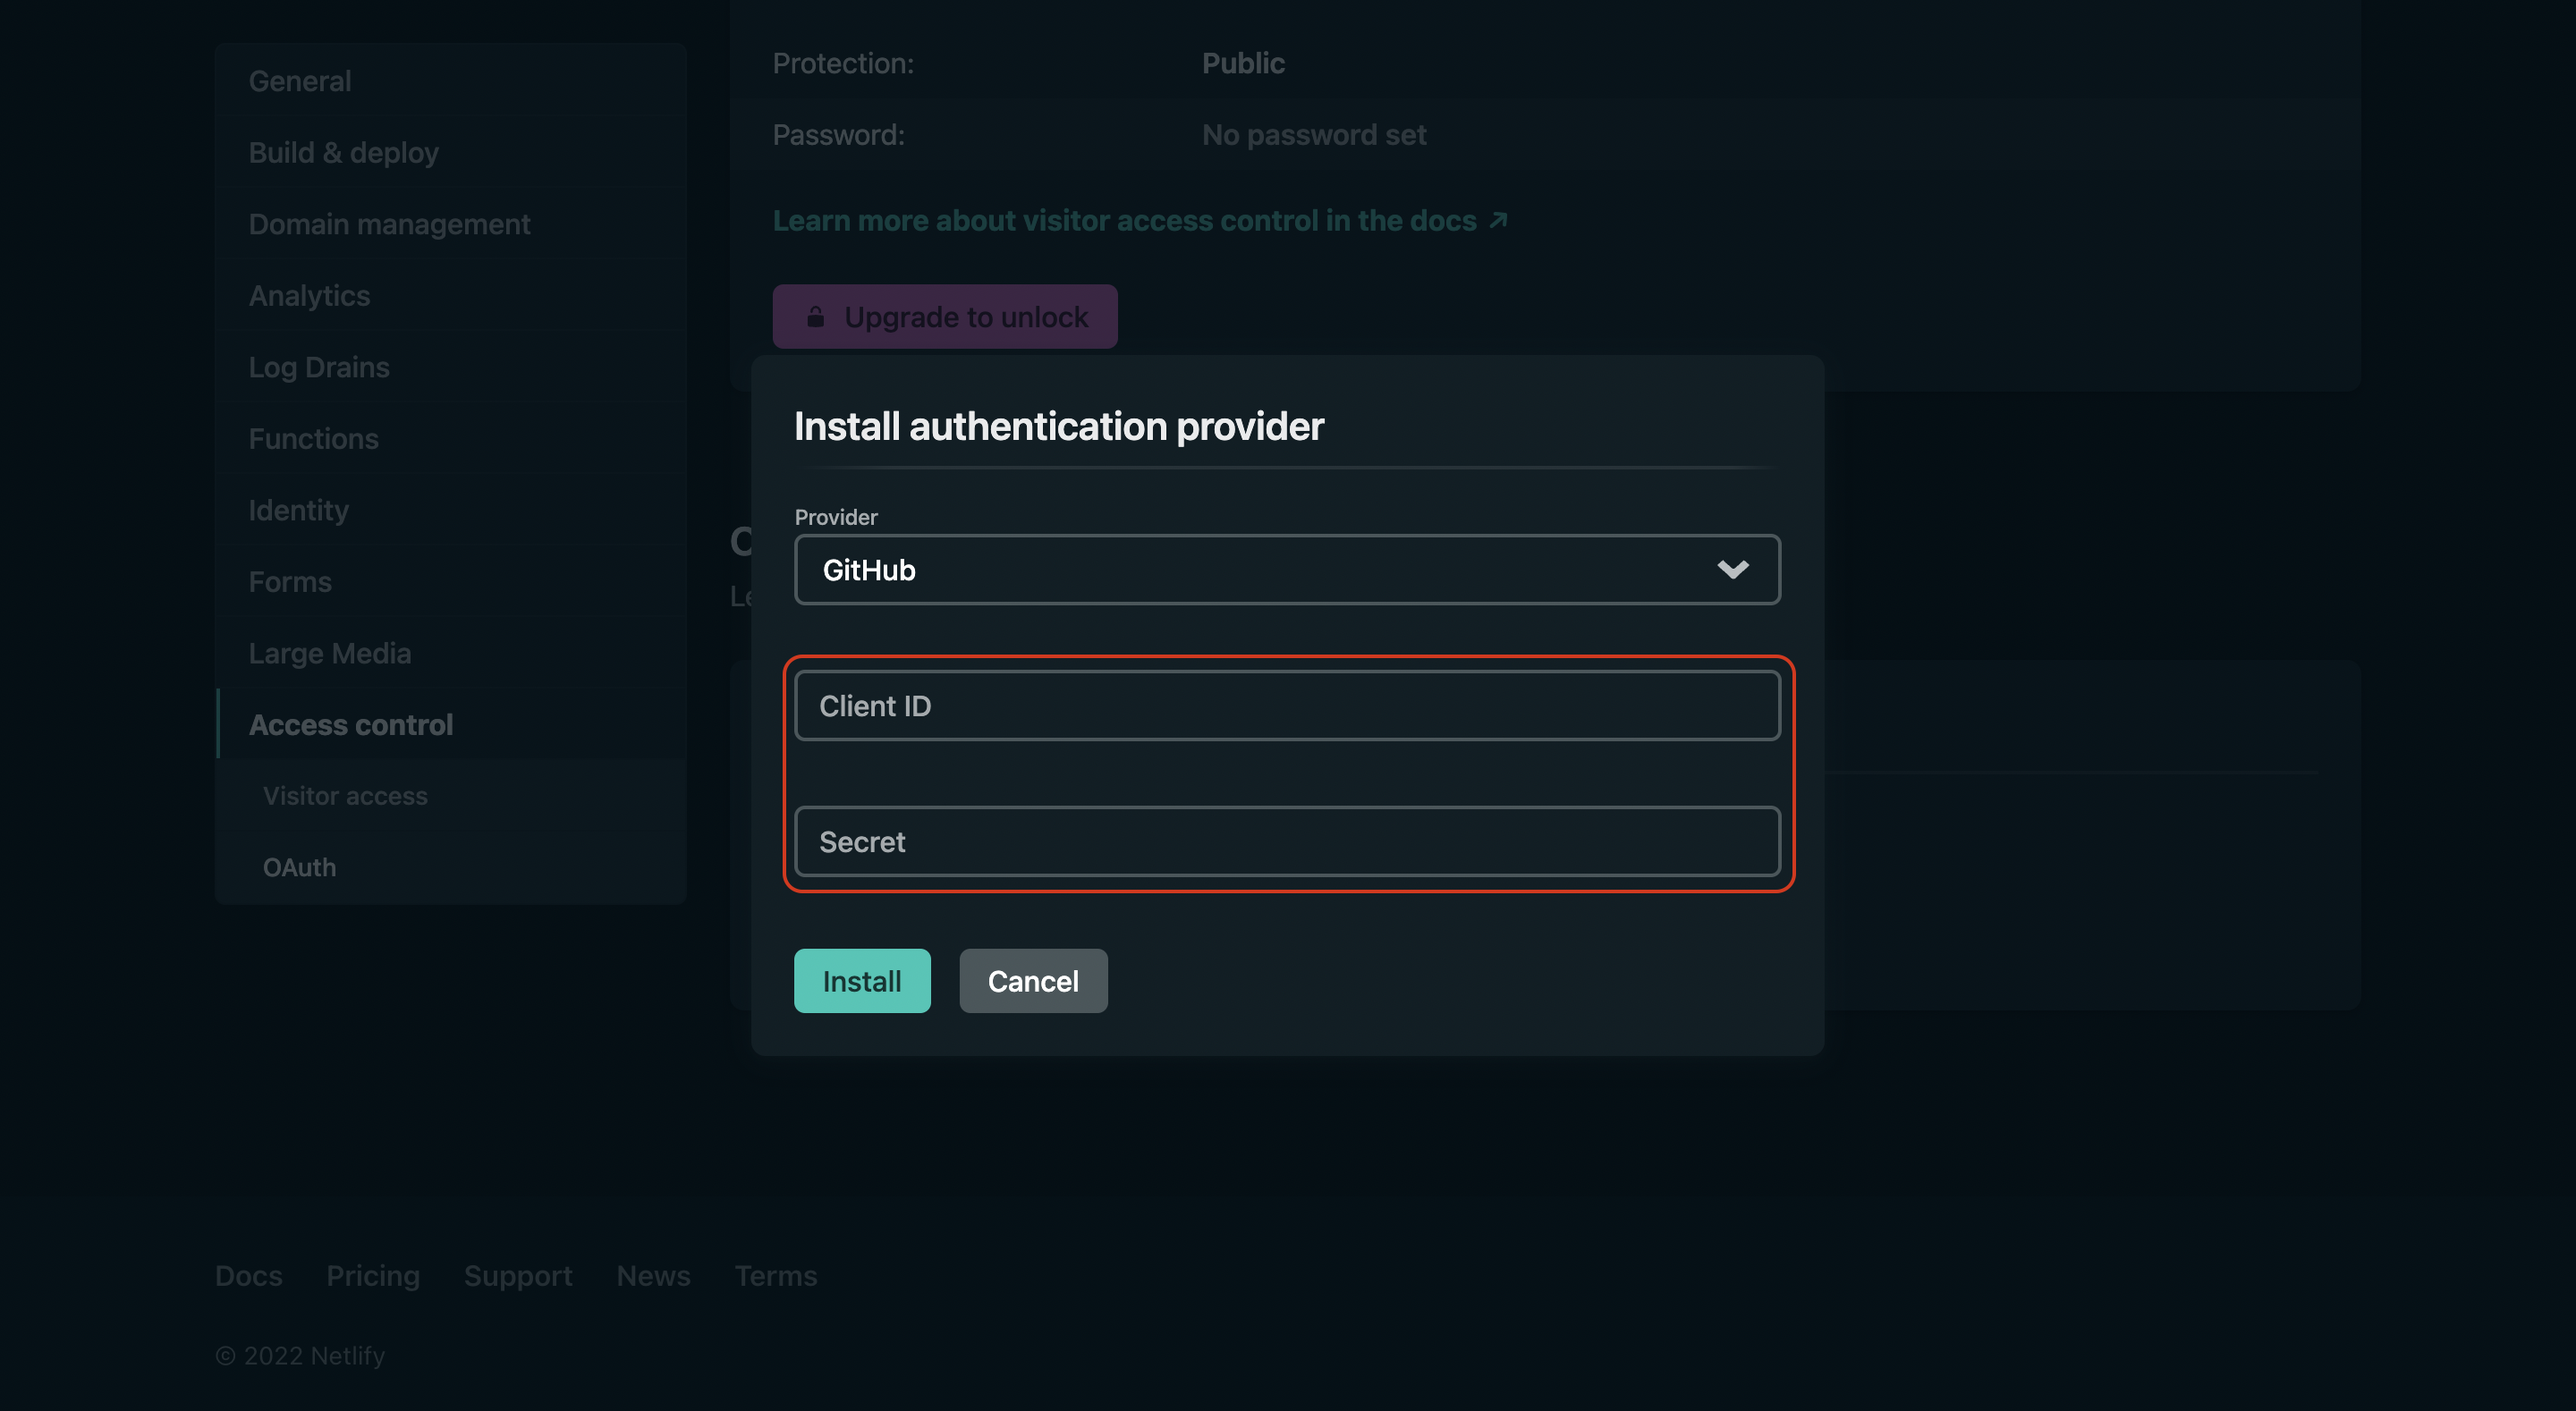 General
Build & deploy
Domain management
Analytics
Log Drains
Functions
Identity
Forms
Large Media
Access control
Visitor access
OAuth
Protection: Public
Password: No password set
Learn more about visitor access control in the docs ↗
Upgrade to unlock
Install authentication provider
Provider
GitHub
Client ID
Secret
Install Cancel
Docs Pricing Support News Terms
© 2022 Netlify